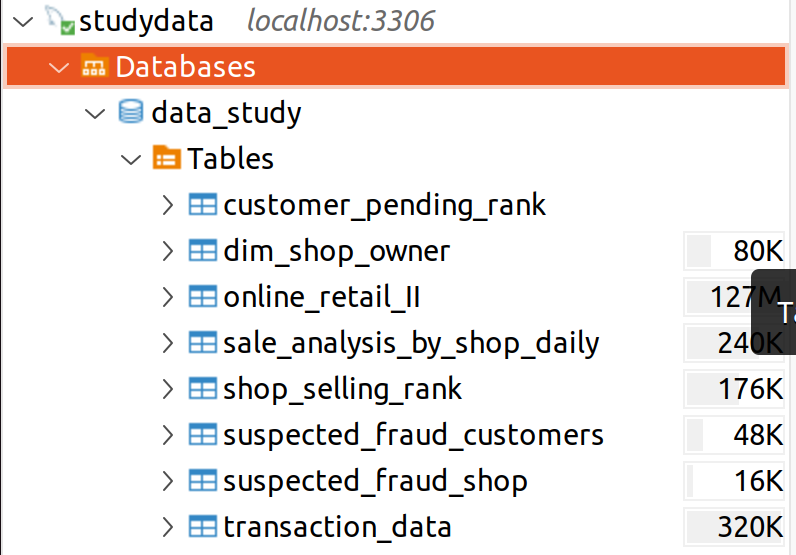 studydata localhost:3306
Databases
data_study
Tables
customer_pending_rank
dim_shop_owner 80K
online_retail_II 127M
sale_analysis_by_shop_daily 240K
shop_selling_rank 176K
suspected_fraud_customers 48K
suspected_fraud_shop 16K
transaction_data 320K